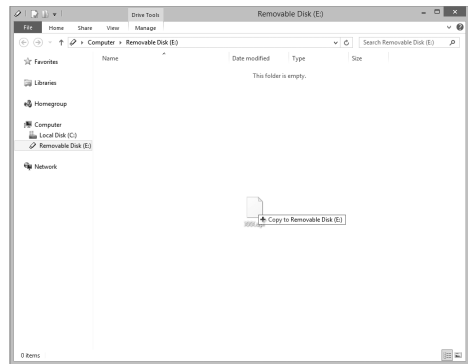 Drive Tools
Removable Disk (E:)
File Home Share View Manage
Computer Removable Disk (E:)
Search Removable Disk (E:)
Name Date modified Type Size
This folder is empty.
Favorites
Libraries
Homegroup
Computer
Local Disk (C:)
Removable Disk (E:)
Network
Copy to Removable Disk (E:)
0 items